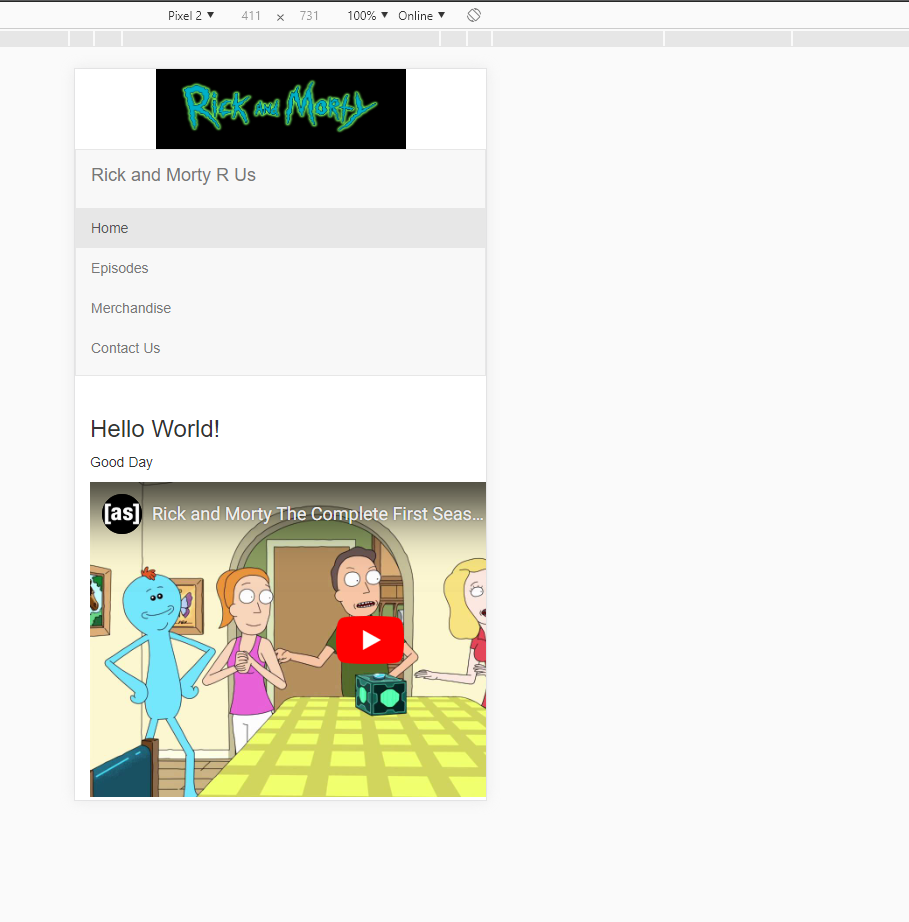 Pixel 2 ▼ 411 × 731 100% ▼ Online ▼
Rick and Morty
Rick and Morty R Us
Home
Episodes
Merchandise
Contact Us
Hello World!
Good Day
[as] Rick and Morty The Complete First Seas...